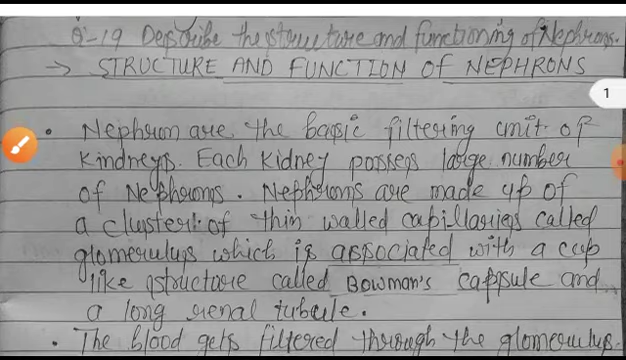 Q-19 Describe the structure and functioning of Nephrons.
→ STRUCTURE AND FUNCTION OF NEPHRONS
1
• Nephron are the basic filtering unit of
Kindneys. Each Kidney possess large number
of Nephrons. Nephrons are made up of
a cluster of thin walled capillaries called
glomerulus which is associated with a cup
like structure called Bowman's capsule and
a long renal tubule.
• The blood gets filtered through the glomerulus.